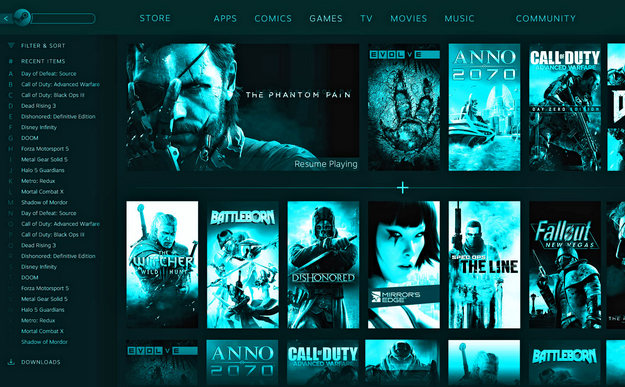 <
STORE
APPS
COMICS
GAMES
TV
MOVIES
MUSIC
COMMUNITY
FILTER & SORT
# RECENT ITEMS
A Day of Defeat: Source
B Call of Duty: Advanced Warfare
C Call of Duty: Black Ops III
D Dead Rising 3
E Dishonored: Definitive Edition
F Disney Infinity
G DOOM
H Forza Motorsport 5
I Metal Gear Solid 5
J Halo 5 Guardians
K Metro: Redux
L Mortal Combat X
M Shadow of Mordor
N Day of Defeat: Source
O Call of Duty: Advanced Warfare
P Call of Duty: Black Ops III
Q Dead Rising 3
R Dishonored: Definitive Edition
Disney Infinity
DOOM
Forza Motorsport 5
Metal Gear Solid 5
Halo 5 Guardians
Metro: Redux
Mortal Combat X
Shadow of Mordor
DOWNLOADS
THE PHANTOM PAIN
Resume Playing
EVOLVE
ANNO
2070
CALL OF DUTY
ADVANCED WARFARE
DAY ZERO EDITION
D
+
THE
WITCHER
WILD HUNT
BATTLEBORN
DISHONORED
MIRROR'S
EDGE
SPEC OPS
THE LINE
Fallout
NEW VEGAS
EVOLVE
ANNO
2070
CALL OF DUTY
ADVANCED WARFARE
THE
WITCHER
BATTLEBORN